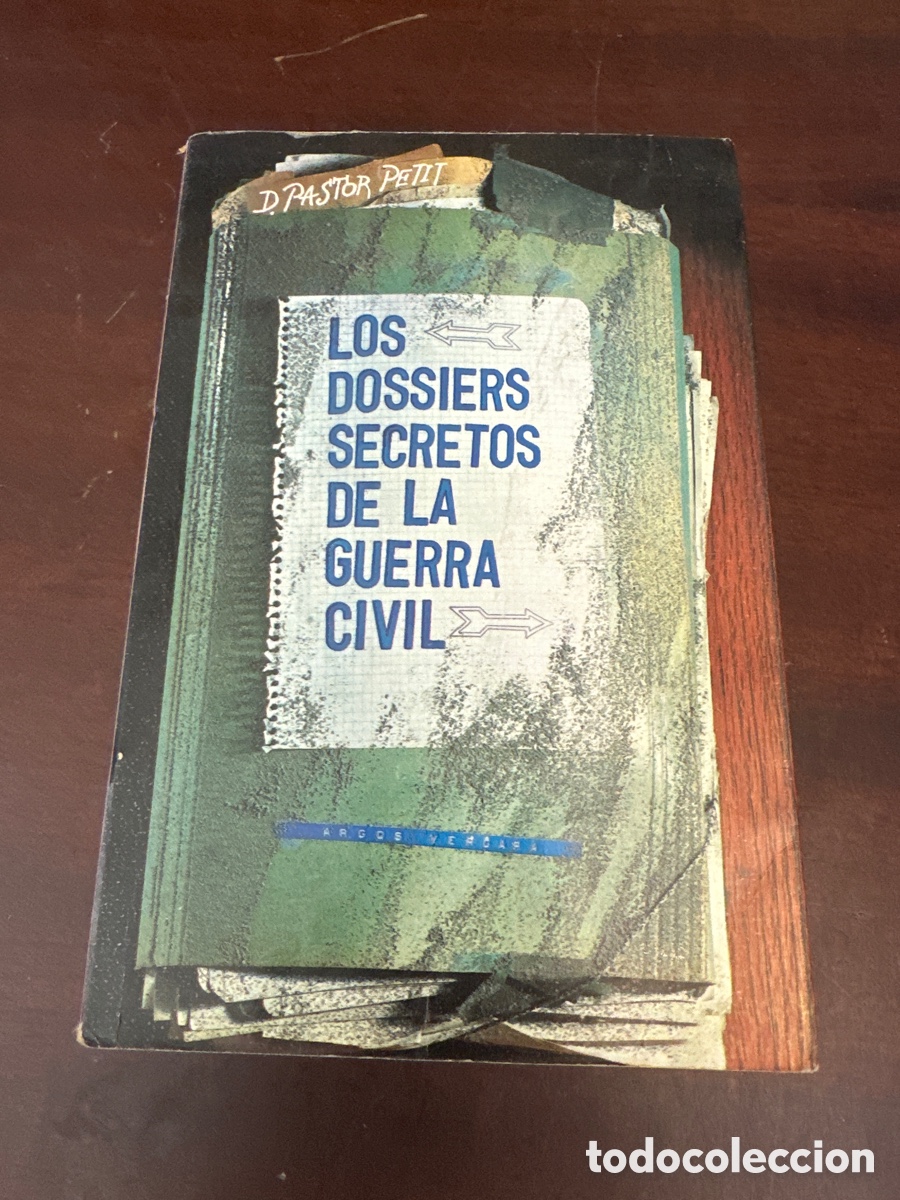 D. PASTOR PETIT
LOS
DOSSIERS
SECRETOS
DE LA
GUERRA
CIVIL
ARGOS VERGARA
todocoleccion